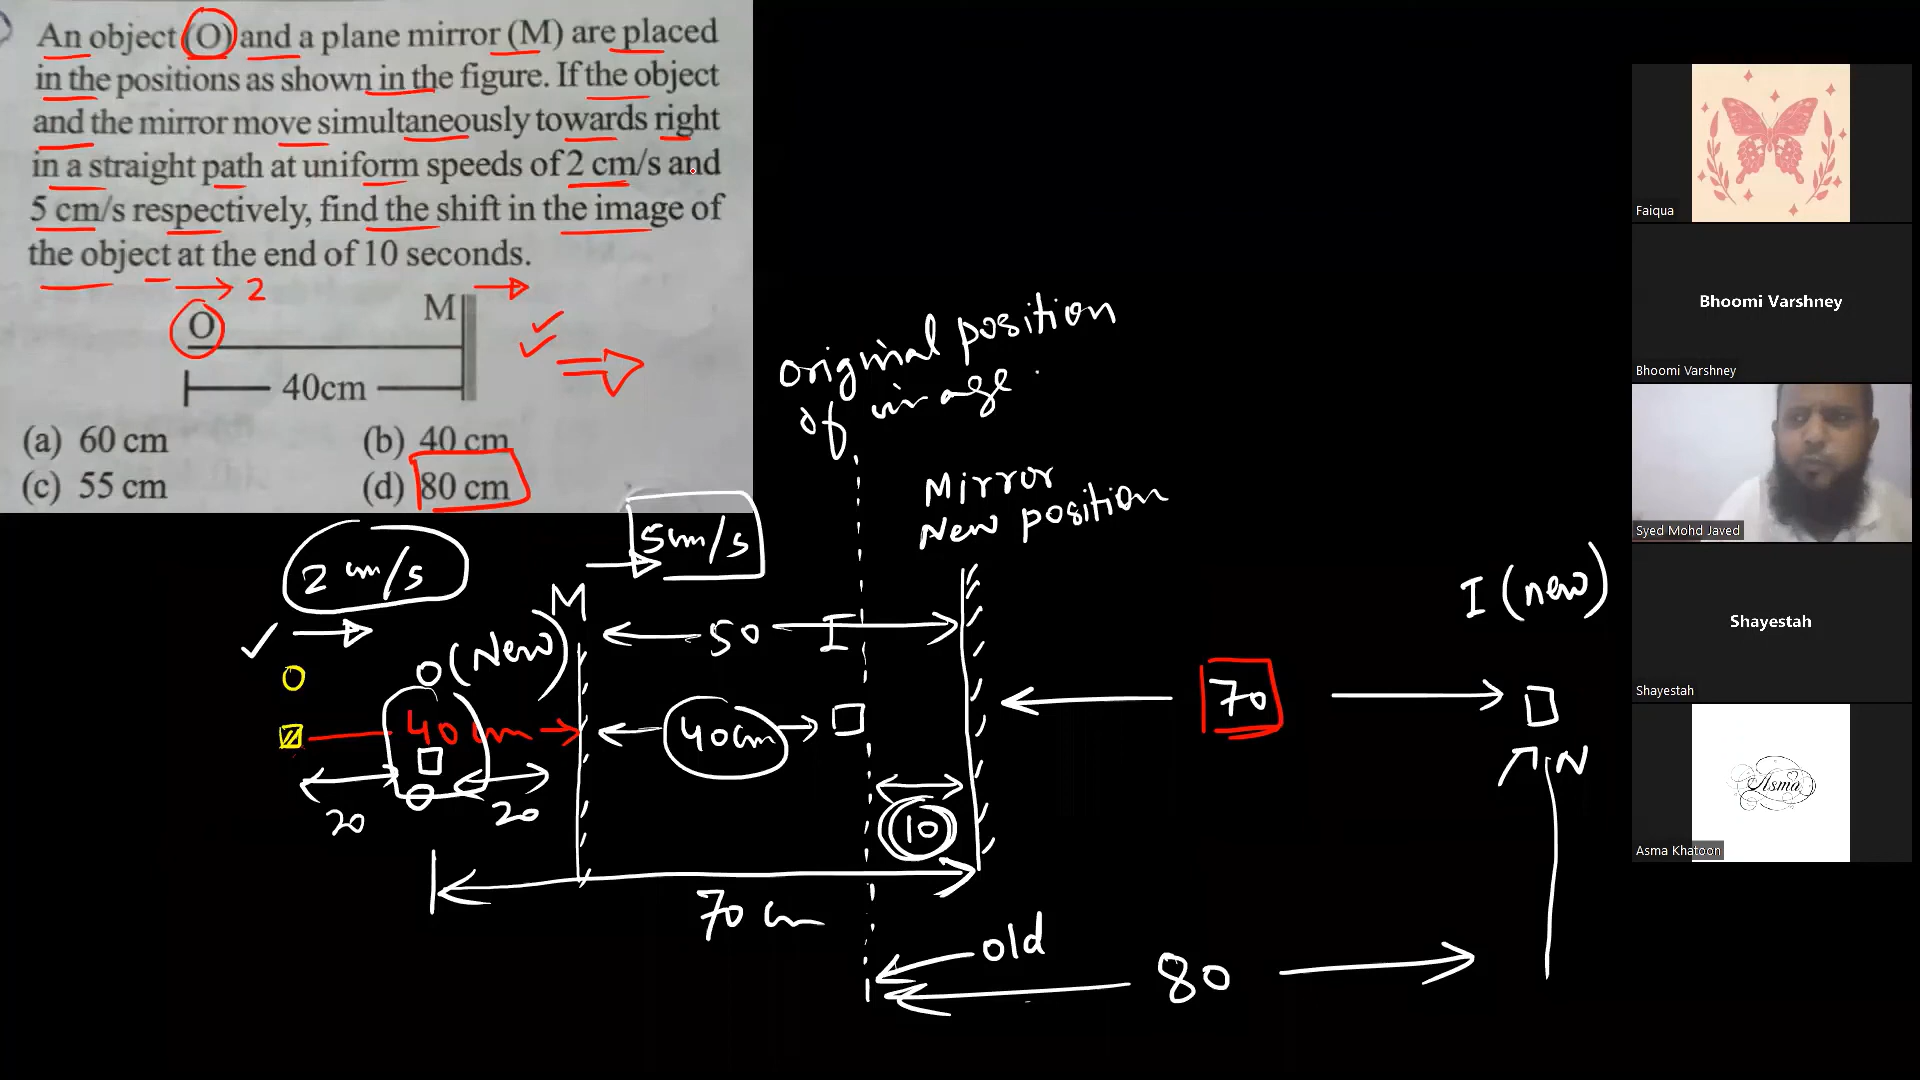 An object (O) and a plane mirror (M) are placed
in the positions as shown in the figure. If the object
and the mirror move simultaneously towards right
in a straight path at uniform speeds of 2 cm/s and
5 cm/s respectively, find the shift in the image of
the object at the end of 10 seconds.
2
O
M
40cm
(a) 60 cm
(b) 40 cm
(c) 55 cm
(d) 80 cm
original position
of image.
Mirror
New position
2 cm/s
5cm/s
M
O (New)
50
I
I (new)
O
40 cm
40cm
70
20
O
20
10
N
70 cm
old
80
Faiqua
Bhoomi Varshney
Bhoomi Varshney
Syed Mohd Javed
Shayestah
Shayestah
Asma
Asma Khatoon